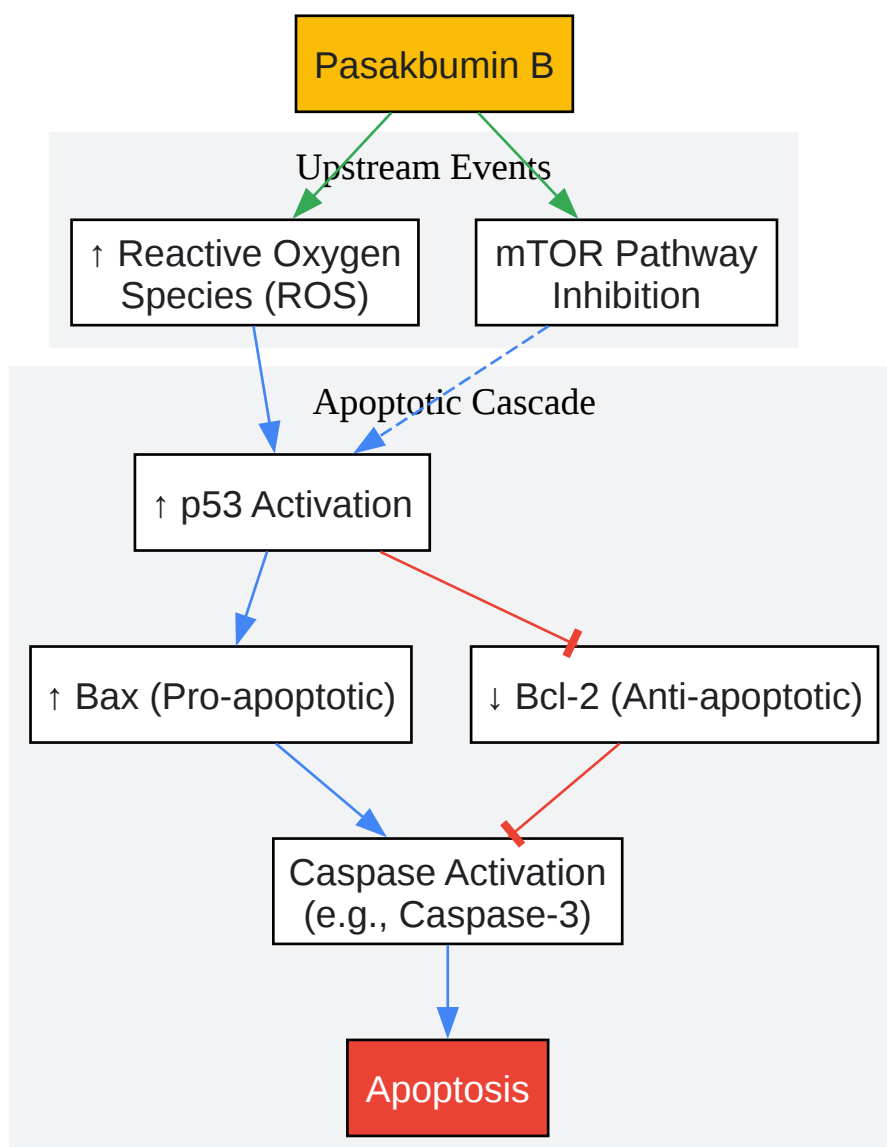 Pasakbumin B
Upstream Events
↑ Reactive Oxygen
Species (ROS)
mTOR Pathway
Inhibition
Apoptotic Cascade
↑ p53 Activation
↑ Bax (Pro-apoptotic)
↓ Bcl-2 (Anti-apoptotic)
Caspase Activation
(e.g., Caspase-3)
Apoptosis